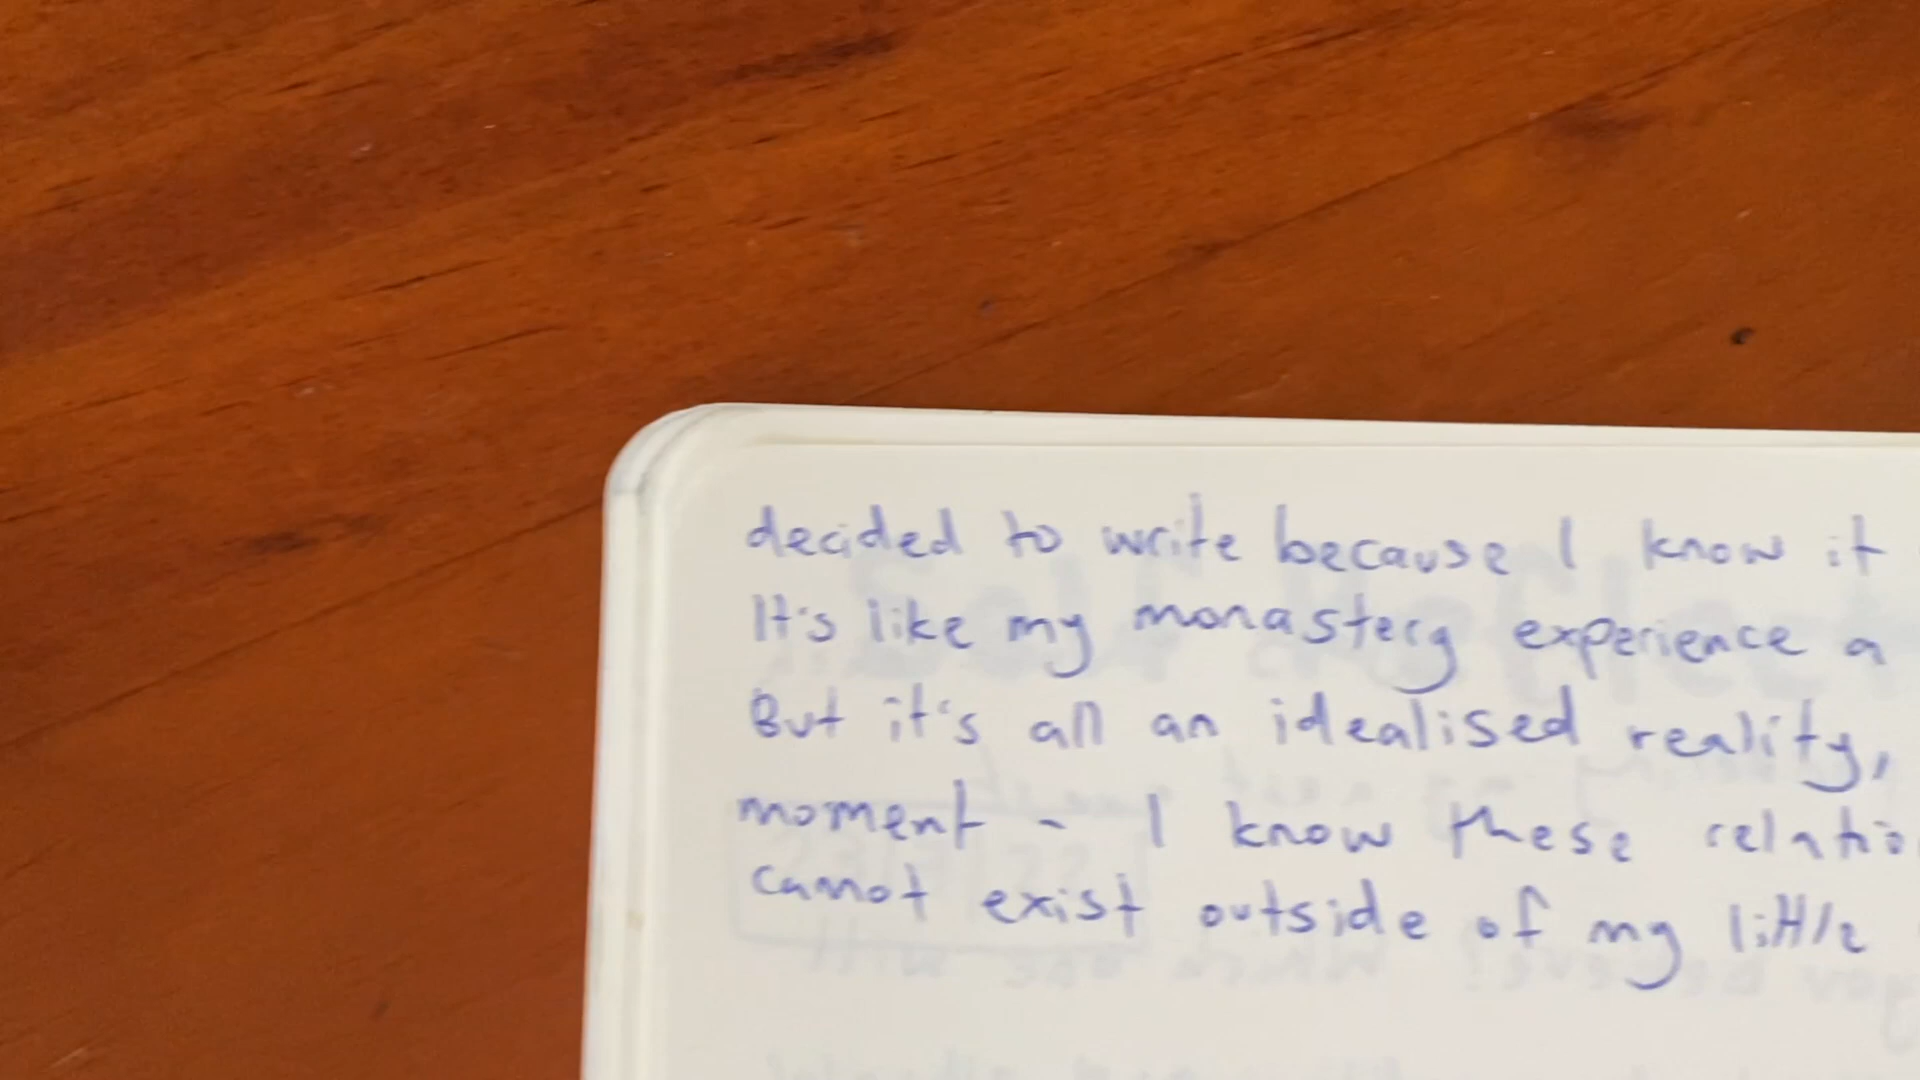 decided to write because I know it
It's like my monastery experience a
But it's all an idealised reality,
moment - I know these relatio
cannot exist outside of my little